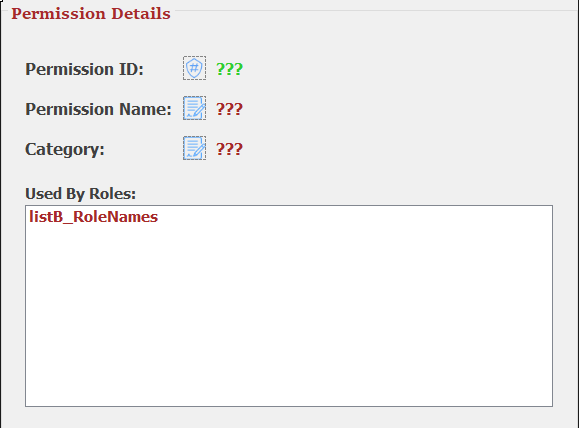 Permission Details
Permission ID: # ???
Permission Name: ???
Category: ???
Used By Roles:
listB_RoleNames